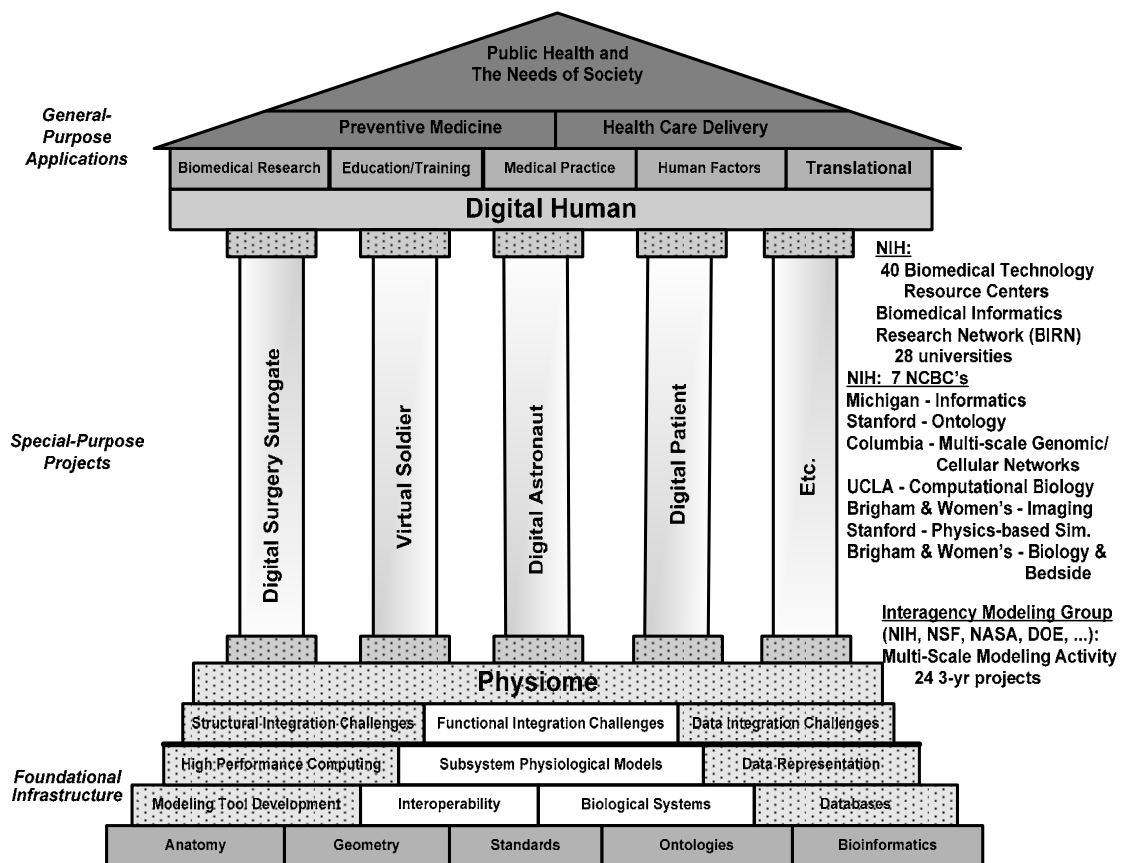 Public Health and
The Needs of Society
General-
Purpose
Applications
Preventive Medicine
Health Care Delivery
Biomedical Research
Education/Training
Medical Practice
Human Factors
Translational
Digital Human
Special-Purpose
Projects
Digital Surgery Surrogate
Virtual Soldier
Digital Astronaut
Digital Patient
Etc.
NIH:
40 Biomedical Technology
Resource Centers
Biomedical Informatics
Research Network (BIRN)
28 universities
NIH: 7 NCBC's
Michigan - Informatics
Stanford - Ontology
Columbia - Multi-scale Genomic/
Cellular Networks
UCLA - Computational Biology
Brigham & Women's - Imaging
Stanford - Physics-based Sim.
Brigham & Women's - Biology &
Bedside
Interagency Modeling Group
(NIH, NSF, NASA, DOE, ...):
Multi-Scale Modeling Activity
24 3-yr projects
Physiome
Structural Integration Challenges
Functional Integration Challenges
Data Integration Challenges
Foundational
Infrastructure
High Performance Computing
Subsystem Physiological Models
Data Representation
Modeling Tool Development
Interoperability
Biological Systems
Databases
Anatomy
Geometry
Standards
Ontologies
Bioinformatics